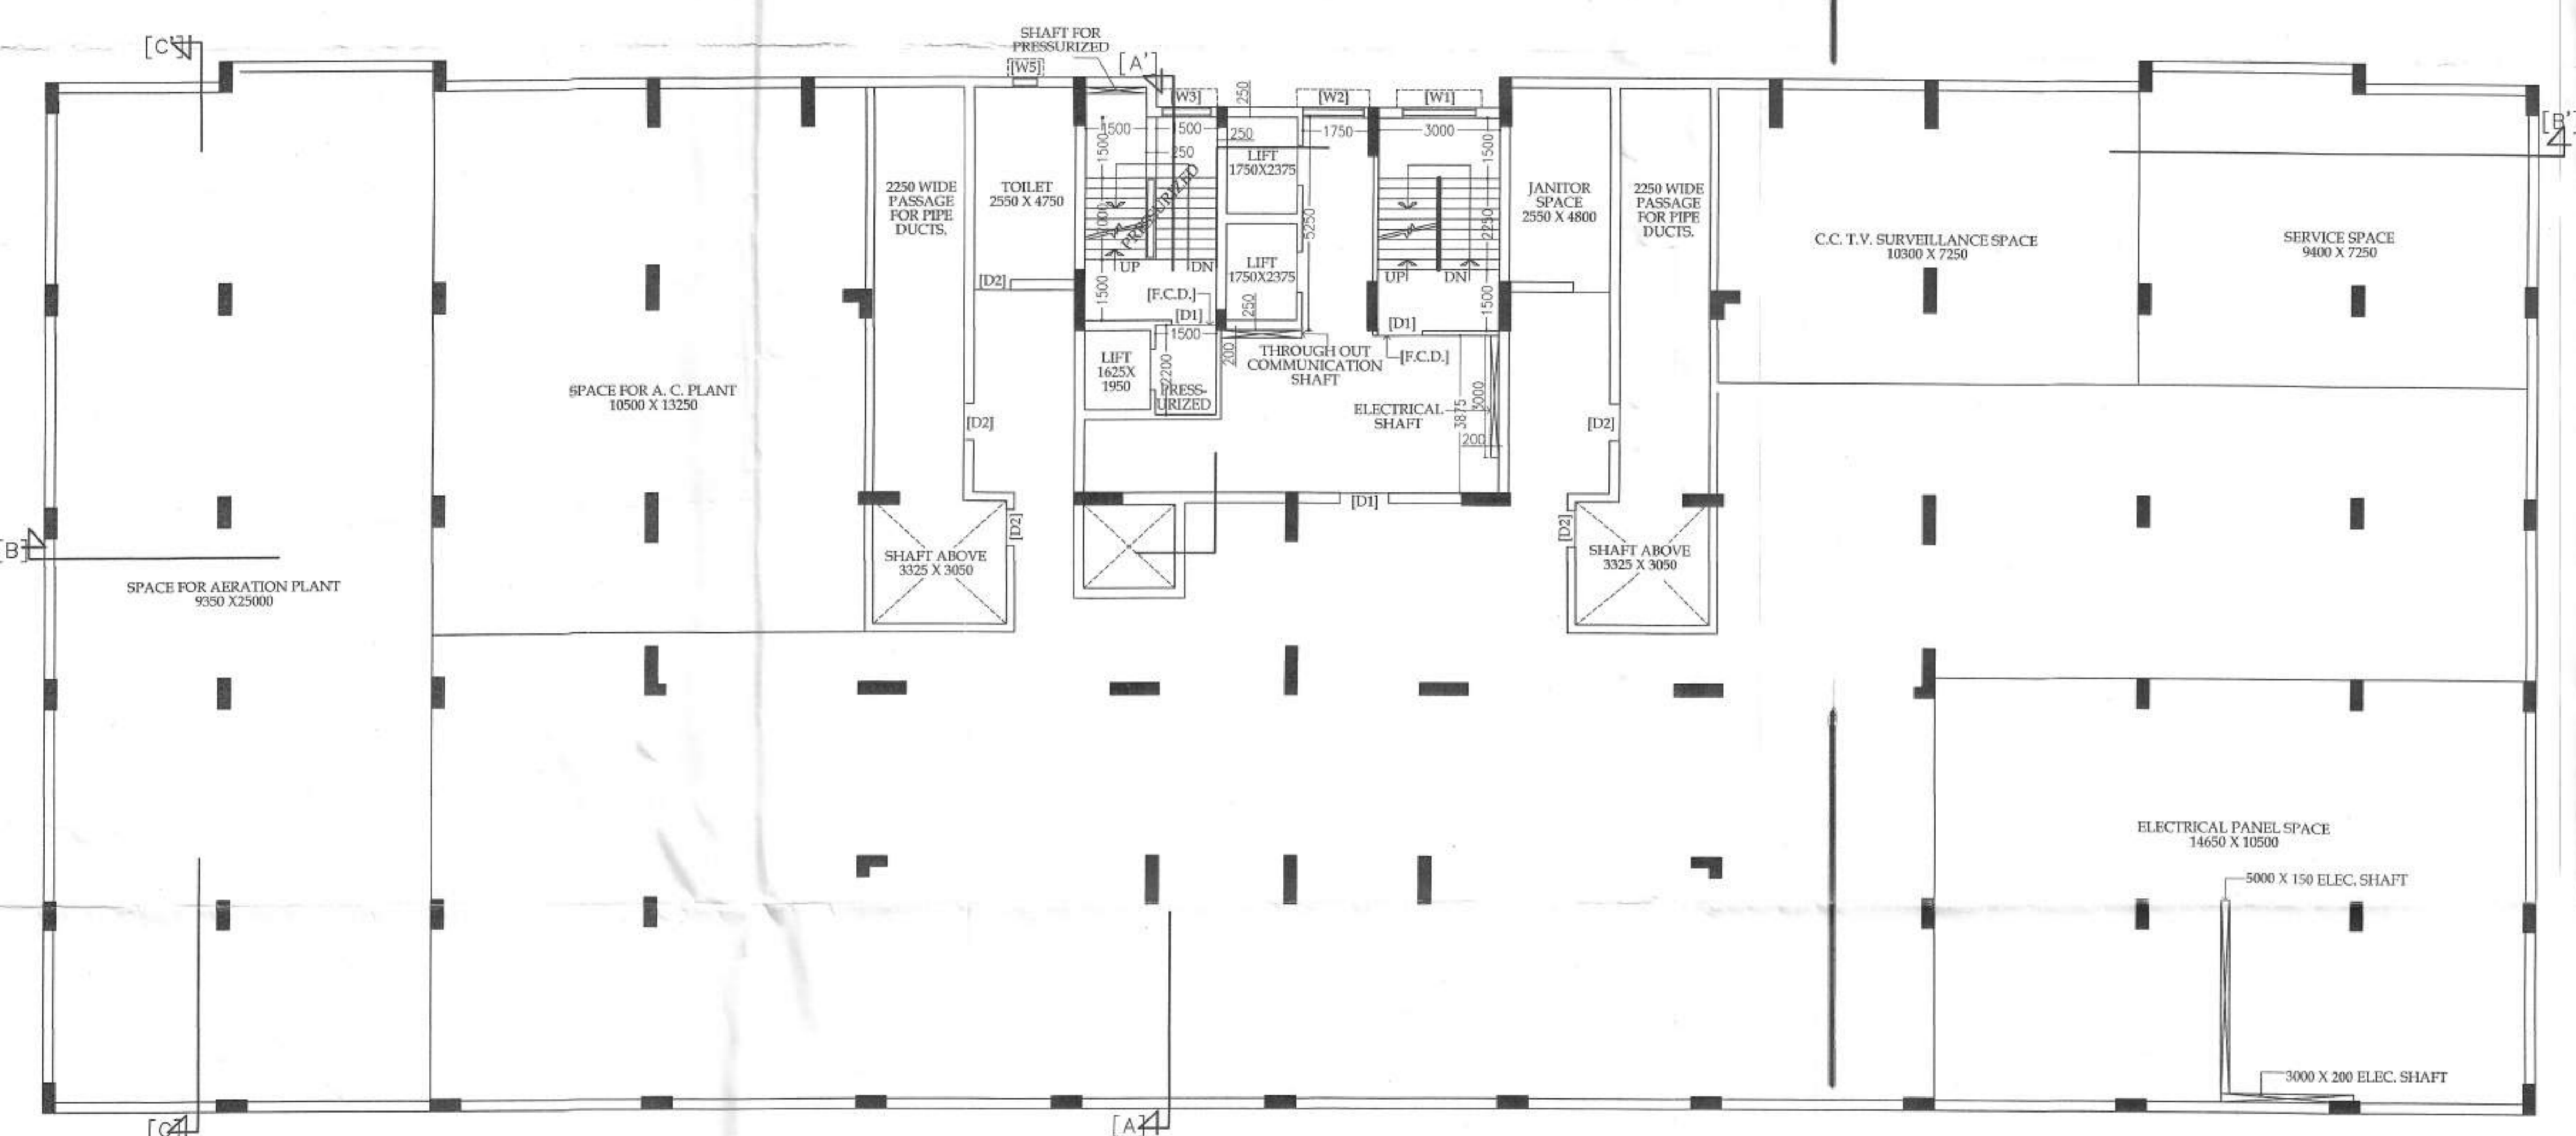 [C']
SHAFT FOR
PRESSURIZED
[W5]
[A']
[W3]
250
[W2]
[W1]
[B']
1500
1500
250
1750
3000
1500
250
1500
LIFT
1750X2375
2250 WIDE
PASSAGE
FOR PIPE
DUCTS.
TOILET
2550 X 4750
2000
PRESSURIZED
5250
2250
JANITOR
SPACE
2550 X 4800
2250 WIDE
PASSAGE
FOR PIPE
DUCTS.
C.C. T.V. SURVEILLANCE SPACE
10300 X 7250
SERVICE SPACE
9400 X 7250
UP
DN
LIFT
1750X2375
UP
DN
[D2]
1500
[F.C.D.]
250
1500
[D1]
[D1]
1500
200
THROUGH OUT
COMMUNICATION
SHAFT
[F.C.D.]
LIFT
1625X
1950
2200
PRESS-
URIZED
SPACE FOR A. C. PLANT
10500 X 13250
ELECTRICAL
SHAFT
3875
3000
200
[D2]
[D2]
[D1]
[D2]
[D2]
[B]
SHAFT ABOVE
3325 X 3050
SHAFT ABOVE
3325 X 3050
SPACE FOR AERATION PLANT
9350 X25000
ELECTRICAL PANEL SPACE
14650 X 10500
5000 X 150 ELEC. SHAFT
3000 X 200 ELEC. SHAFT
[C]
[A]